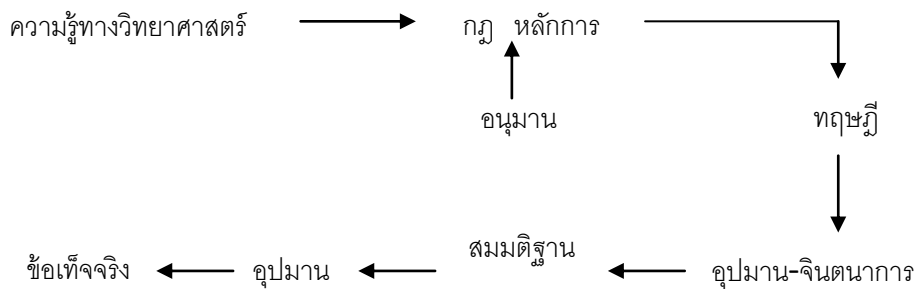 ความรู้ทางวิทยาศาสตร์ กฎ หลักการ
อนุมาน ทฤษฎี
สมมติฐาน
ข้อเท็จจริง อุปมาน อุปมาน-จินตนาการ